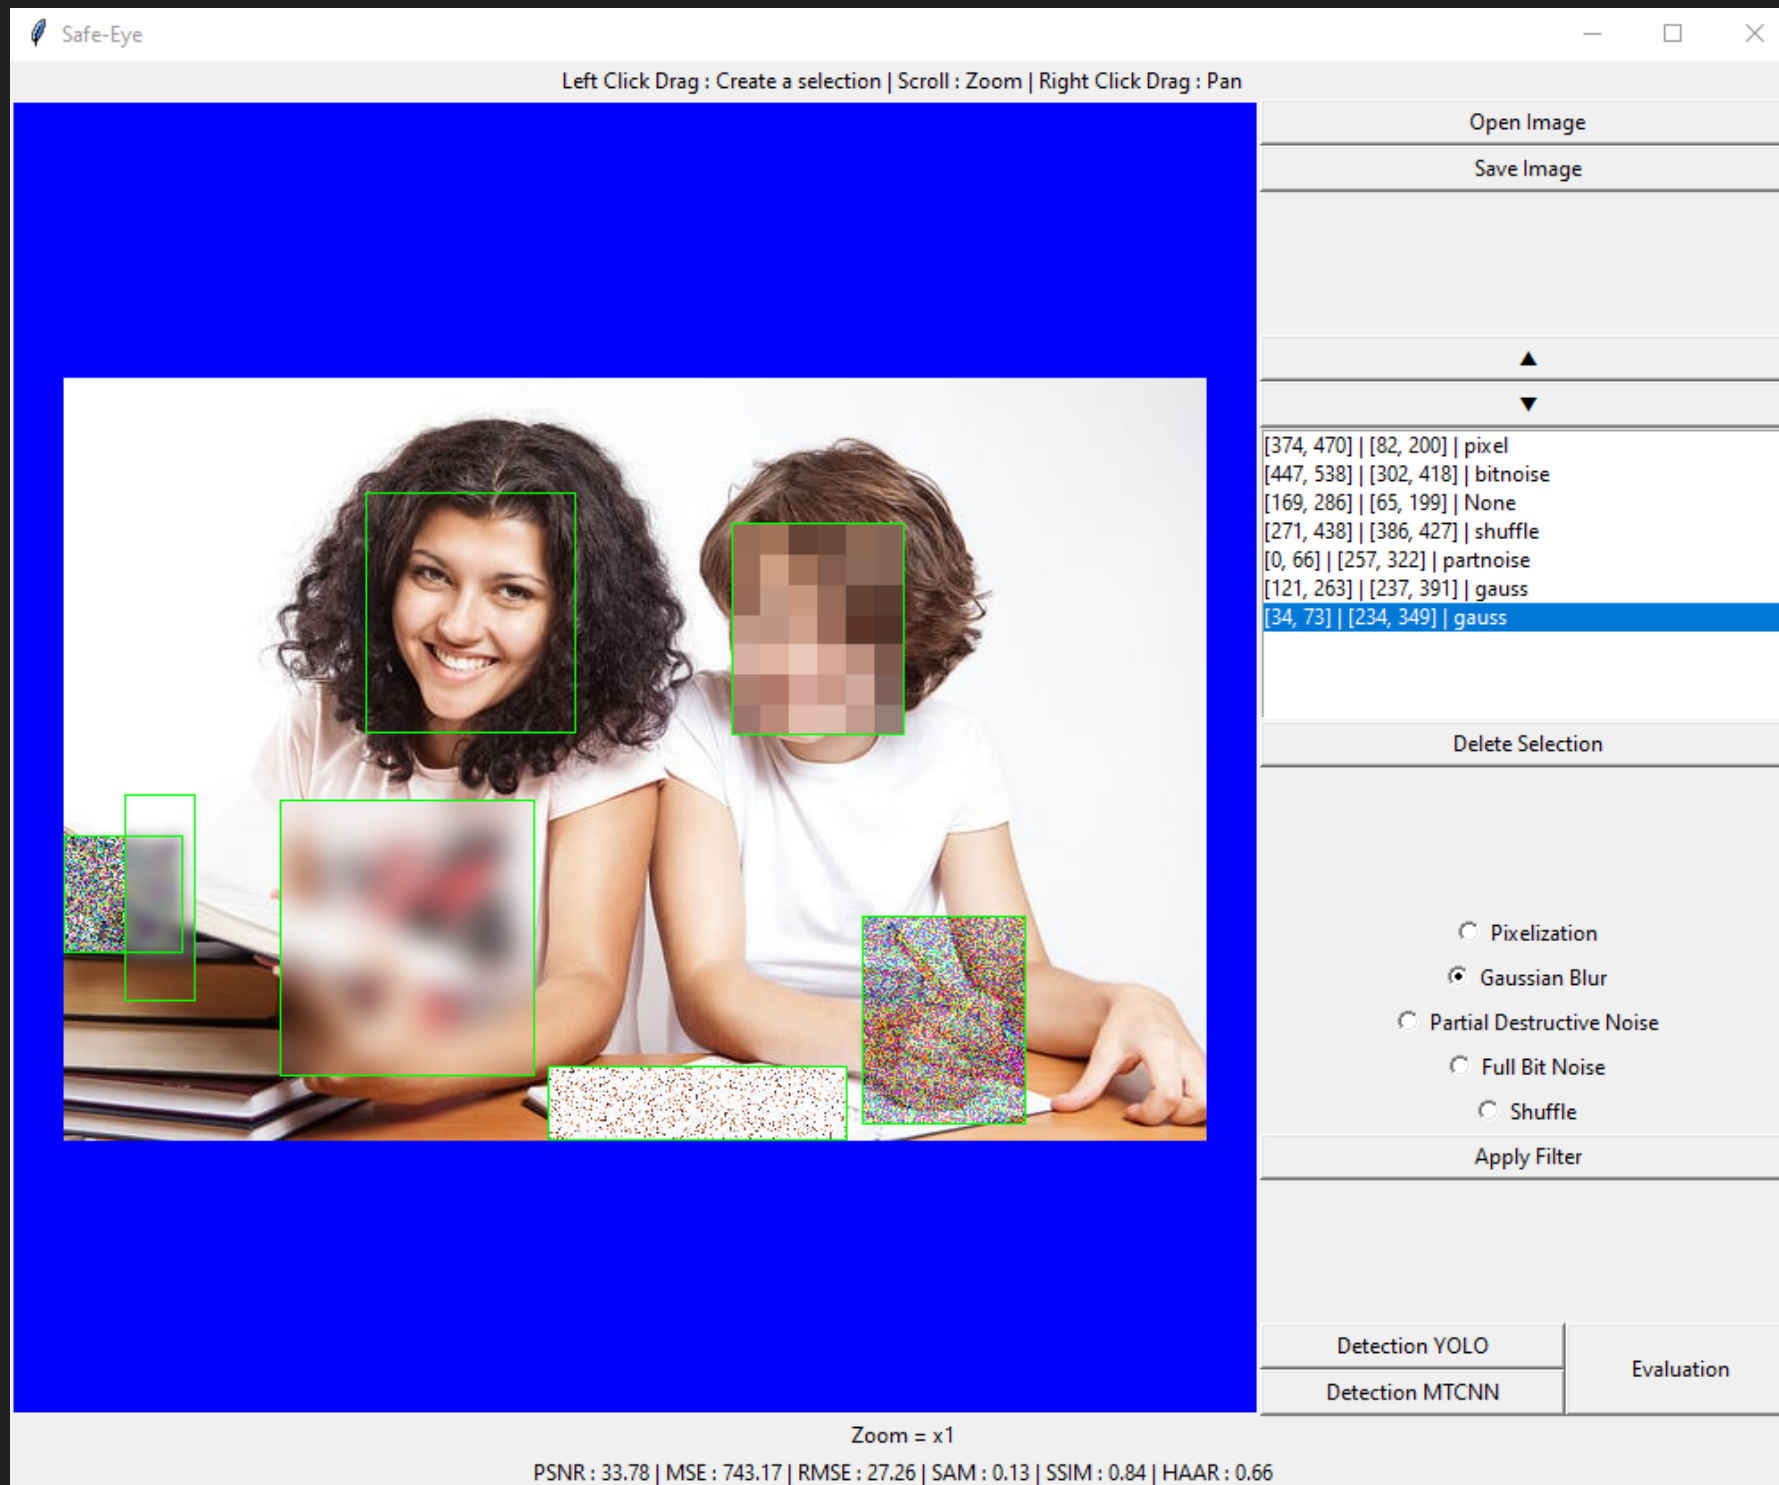 Safe-Eye
Left Click Drag : Create a selection | Scroll : Zoom | Right Click Drag : Pan
Open Image
Save Image
▲
▼
[374, 470] | [82, 200] | pixel
[447, 538] | [302, 418] | bitnoise
[169, 286] | [65, 199] | None
[271, 438] | [386, 427] | shuffle
[0, 66] | [257, 322] | partnoise
[121, 263] | [237, 391] | gauss
[34, 73] | [234, 349] | gauss
Delete Selection
Pixelization
Gaussian Blur
Partial Destructive Noise
Full Bit Noise
Shuffle
Apply Filter
Detection YOLO
Evaluation
Detection MTCNN
Zoom = x1
PSNR : 33.78 | MSE : 743.17 | RMSE : 27.26 | SAM : 0.13 | SSIM : 0.84 | HAAR : 0.66